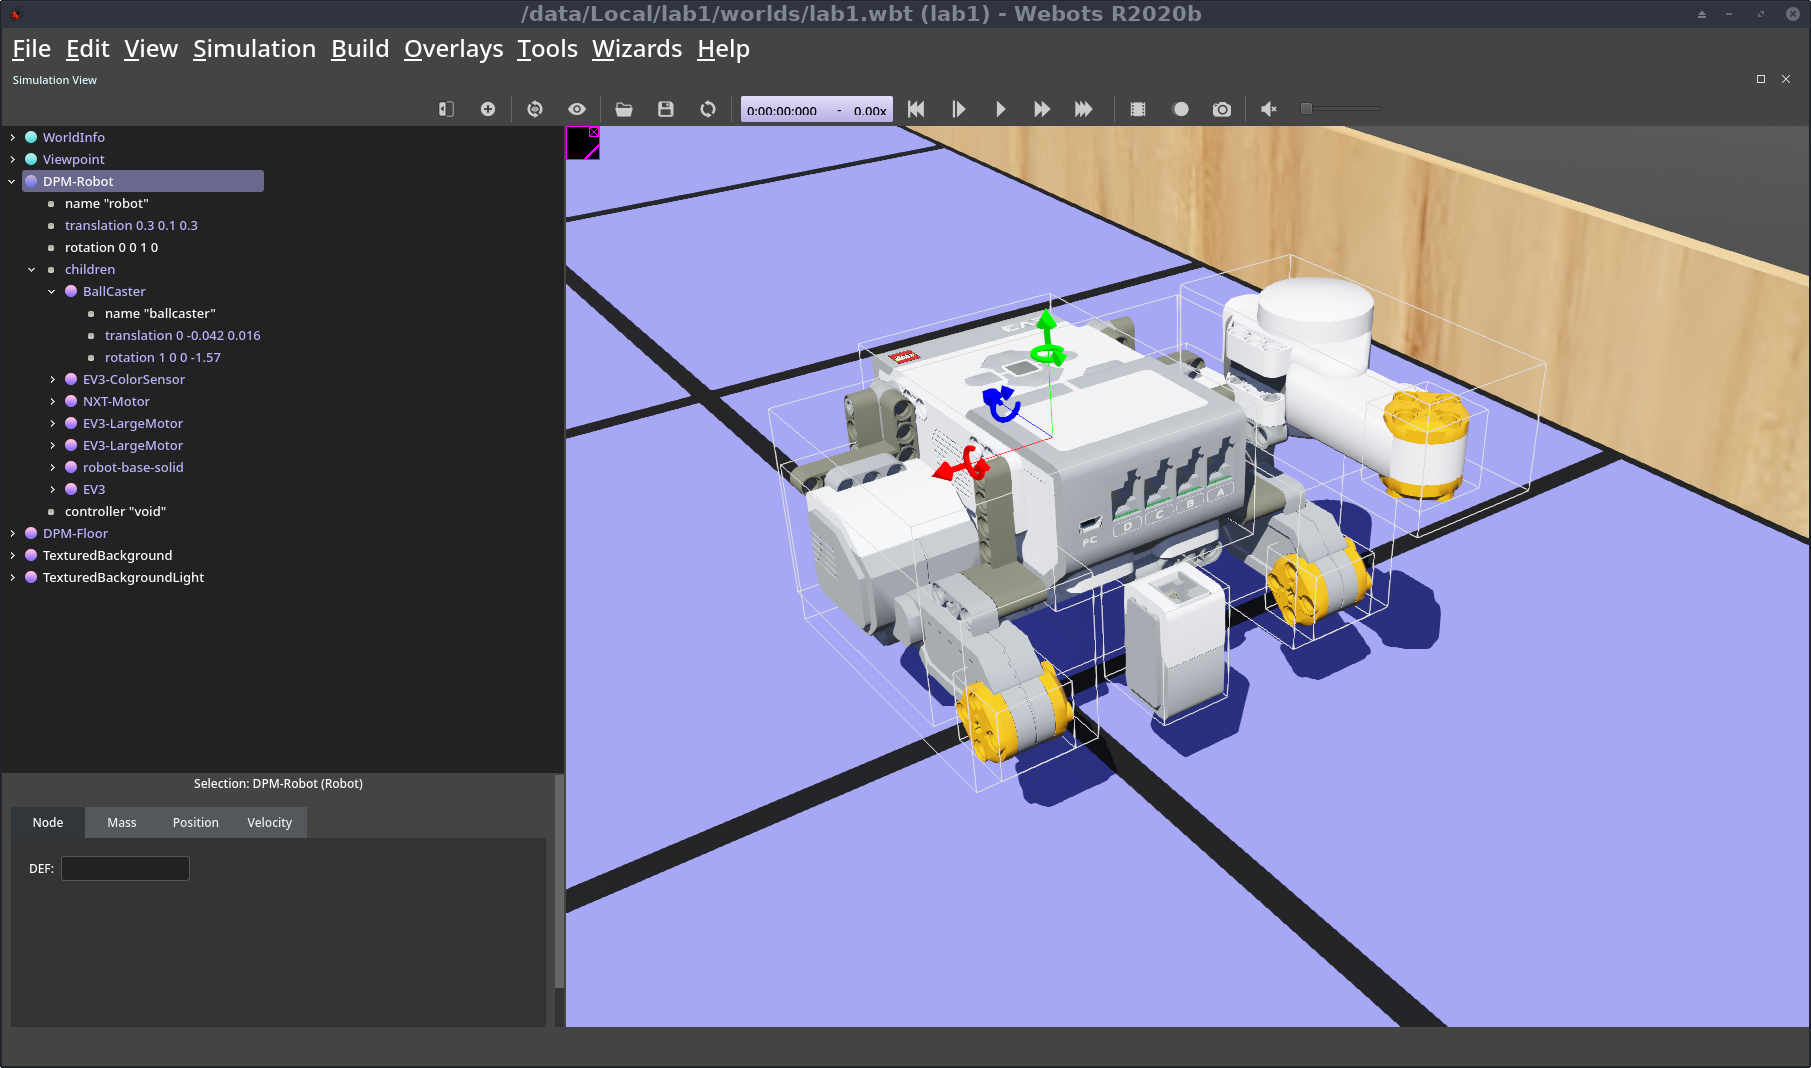 /data/Local/lab1/worlds/lab1.wbt (lab1) - Webots R2020b
File Edit View Simulation Build Overlays Tools Wizards Help
Simulation View
0:00:00:000 - 0.00x
WorldInfo
Viewpoint
DPM-Robot
name "robot"
translation 0.3 0.1 0.3
rotation 0 0 1 0
children
BallCaster
name "ballcaster"
translation 0 -0.042 0.016
rotation 1 0 0 -1.57
EV3-ColorSensor
NXT-Motor
EV3-LargeMotor
EV3-LargeMotor
robot-base-solid
EV3
controller "void"
DPM-Floor
TexturedBackground
TexturedBackgroundLight
PC D C B A
Selection: DPM-Robot (Robot)
Node Mass Position Velocity
DEF: